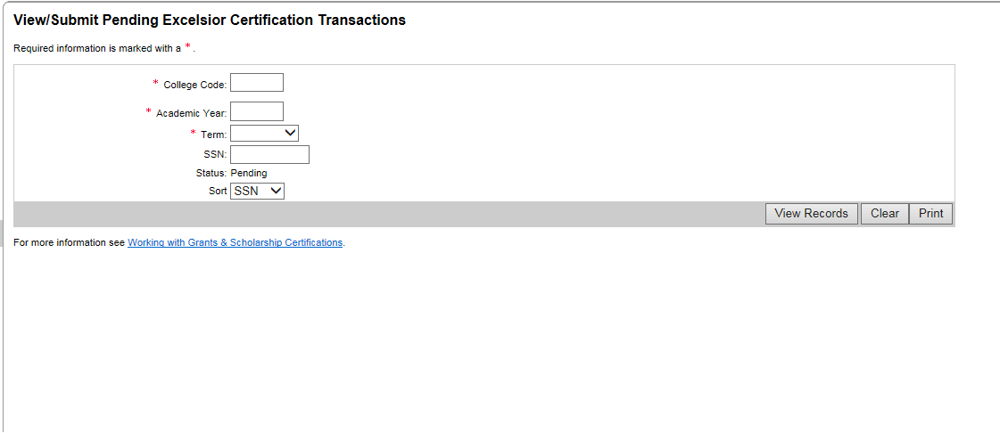 View/Submit Pending Excelsior Certification Transactions
Required information is marked with a * .
* College Code:
* Academic Year:
* Term:
SSN:
Status: Pending
Sort SSN
View Records Clear Print
For more information see Working with Grants & Scholarship Certifications.